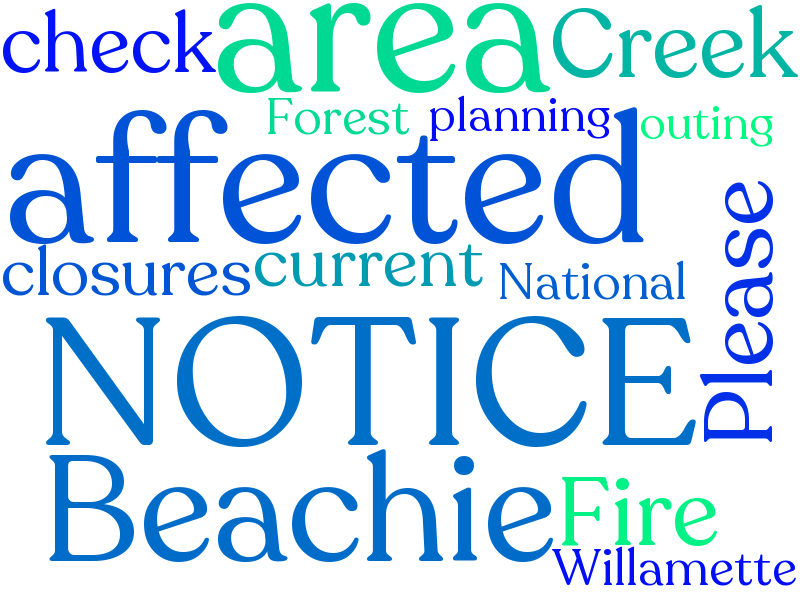 check area Creek
Forest planning outing
affected
closures current National
Please
NOTICE
Beachie Fire
Willamette